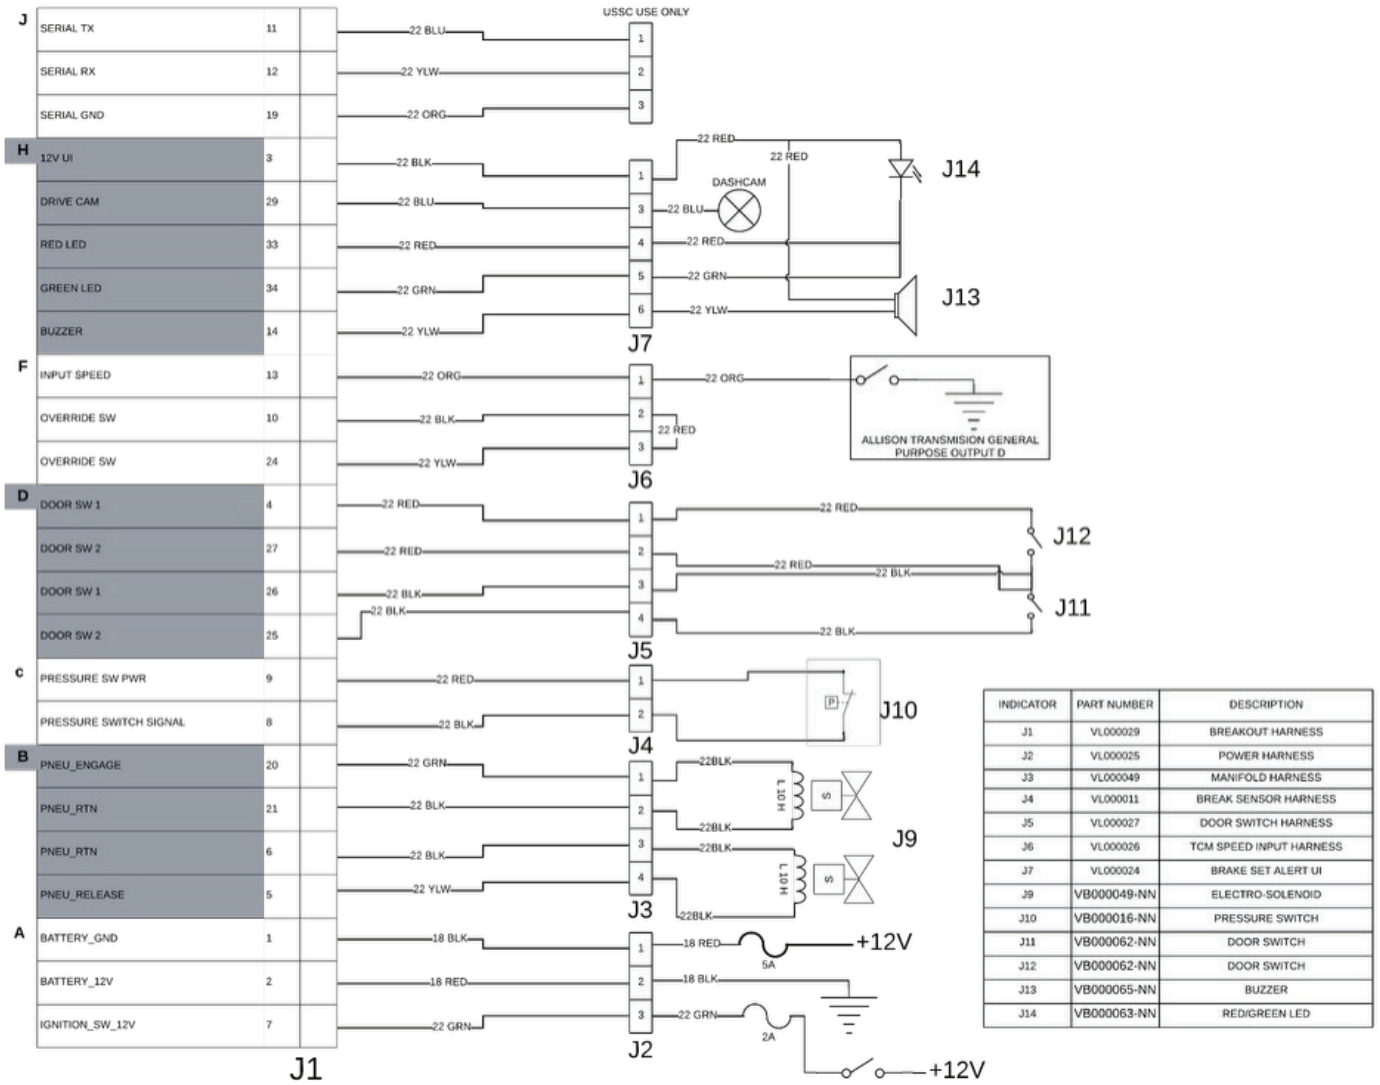 USSC USE ONLY
J
SERIAL TX 11 22 BLU 1
SERIAL RX 12 22 YLW 2
SERIAL GND 19 22 ORG 3
H
12V UI 3 22 BLK 1 22 RED 22 RED J14
DASHCAM
DRIVE CAM 29 22 BLU 3 22 BLU
RED LED 33 22 RED 4 22 RED
GREEN LED 34 22 GRN 5 22 GRN J13
BUZZER 14 22 YLW 6 22 YLW
J7
F
INPUT SPEED 13 22 ORG 1 22 ORG
OVERRIDE SW 10 22 BLK 2 22 RED
OVERRIDE SW 24 22 YLW 3
ALLISON TRANSMISION GENERAL
PURPOSE OUTPUT D
J6
D
DOOR SW 1 4 22 RED 1 22 RED J12
DOOR SW 2 27 22 RED 2 22 RED
DOOR SW 1 26 22 BLK 3 22 BLK J11
DOOR SW 2 25 22 BLK 4 22 BLK
J5
c
PRESSURE SW PWR 9 22 RED 1 P J10
PRESSURE SWITCH SIGNAL 8 22 BLK 2
J4
B
PNEU_ENGAGE 20 22 GRN 1 22BLK L 10 H S
PNEU_RTN 21 22 BLK 2 22BLK J9
PNEU_RTN 6 22 BLK 3 22BLK L 10 H S
PNEU_RELEASE 5 22 YLW 4 22BLK
J3
A
BATTERY_GND 1 18 BLK 1 18 RED 5A +12V
BATTERY_12V 2 18 RED 2 18 BLK
IGNITION_SW_12V 7 22 GRN 3 22 GRN 2A +12V
J2
J1
INDICATOR PART NUMBER DESCRIPTION
J1 VL000029 BREAKOUT HARNESS
J2 VL000025 POWER HARNESS
J3 VL000049 MANIFOLD HARNESS
J4 VL000011 BREAK SENSOR HARNESS
J5 VL000027 DOOR SWITCH HARNESS
J6 VL000026 TCM SPEED INPUT HARNESS
J7 VL000024 BRAKE SET ALERT UI
J9 VB000049-NN ELECTRO-SOLENOID
J10 VB000016-NN PRESSURE SWITCH
J11 VB000062-NN DOOR SWITCH
J12 VB000062-NN DOOR SWITCH
J13 VB000065-NN BUZZER
J14 VB000063-NN RED/GREEN LED